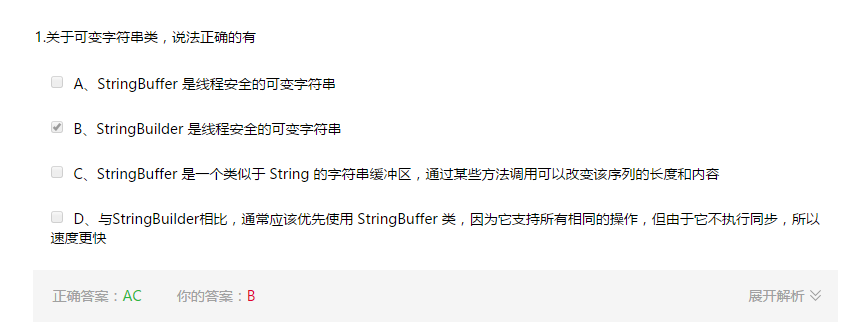 1.关于可变字符串类，说法正确的有
A、StringBuffer 是线程安全的可变字符串
B、StringBuilder 是线程安全的可变字符串
C、StringBuffer 是一个类似于 String 的字符串缓冲区，通过某些方法调用可以改变该序列的长度和内容
D、与StringBuilder相比，通常应该优先使用 StringBuffer 类，因为它支持所有相同的操作，但由于它不执行同步，所以
速度更快
正确答案：AC 你的答案：B 展开解析